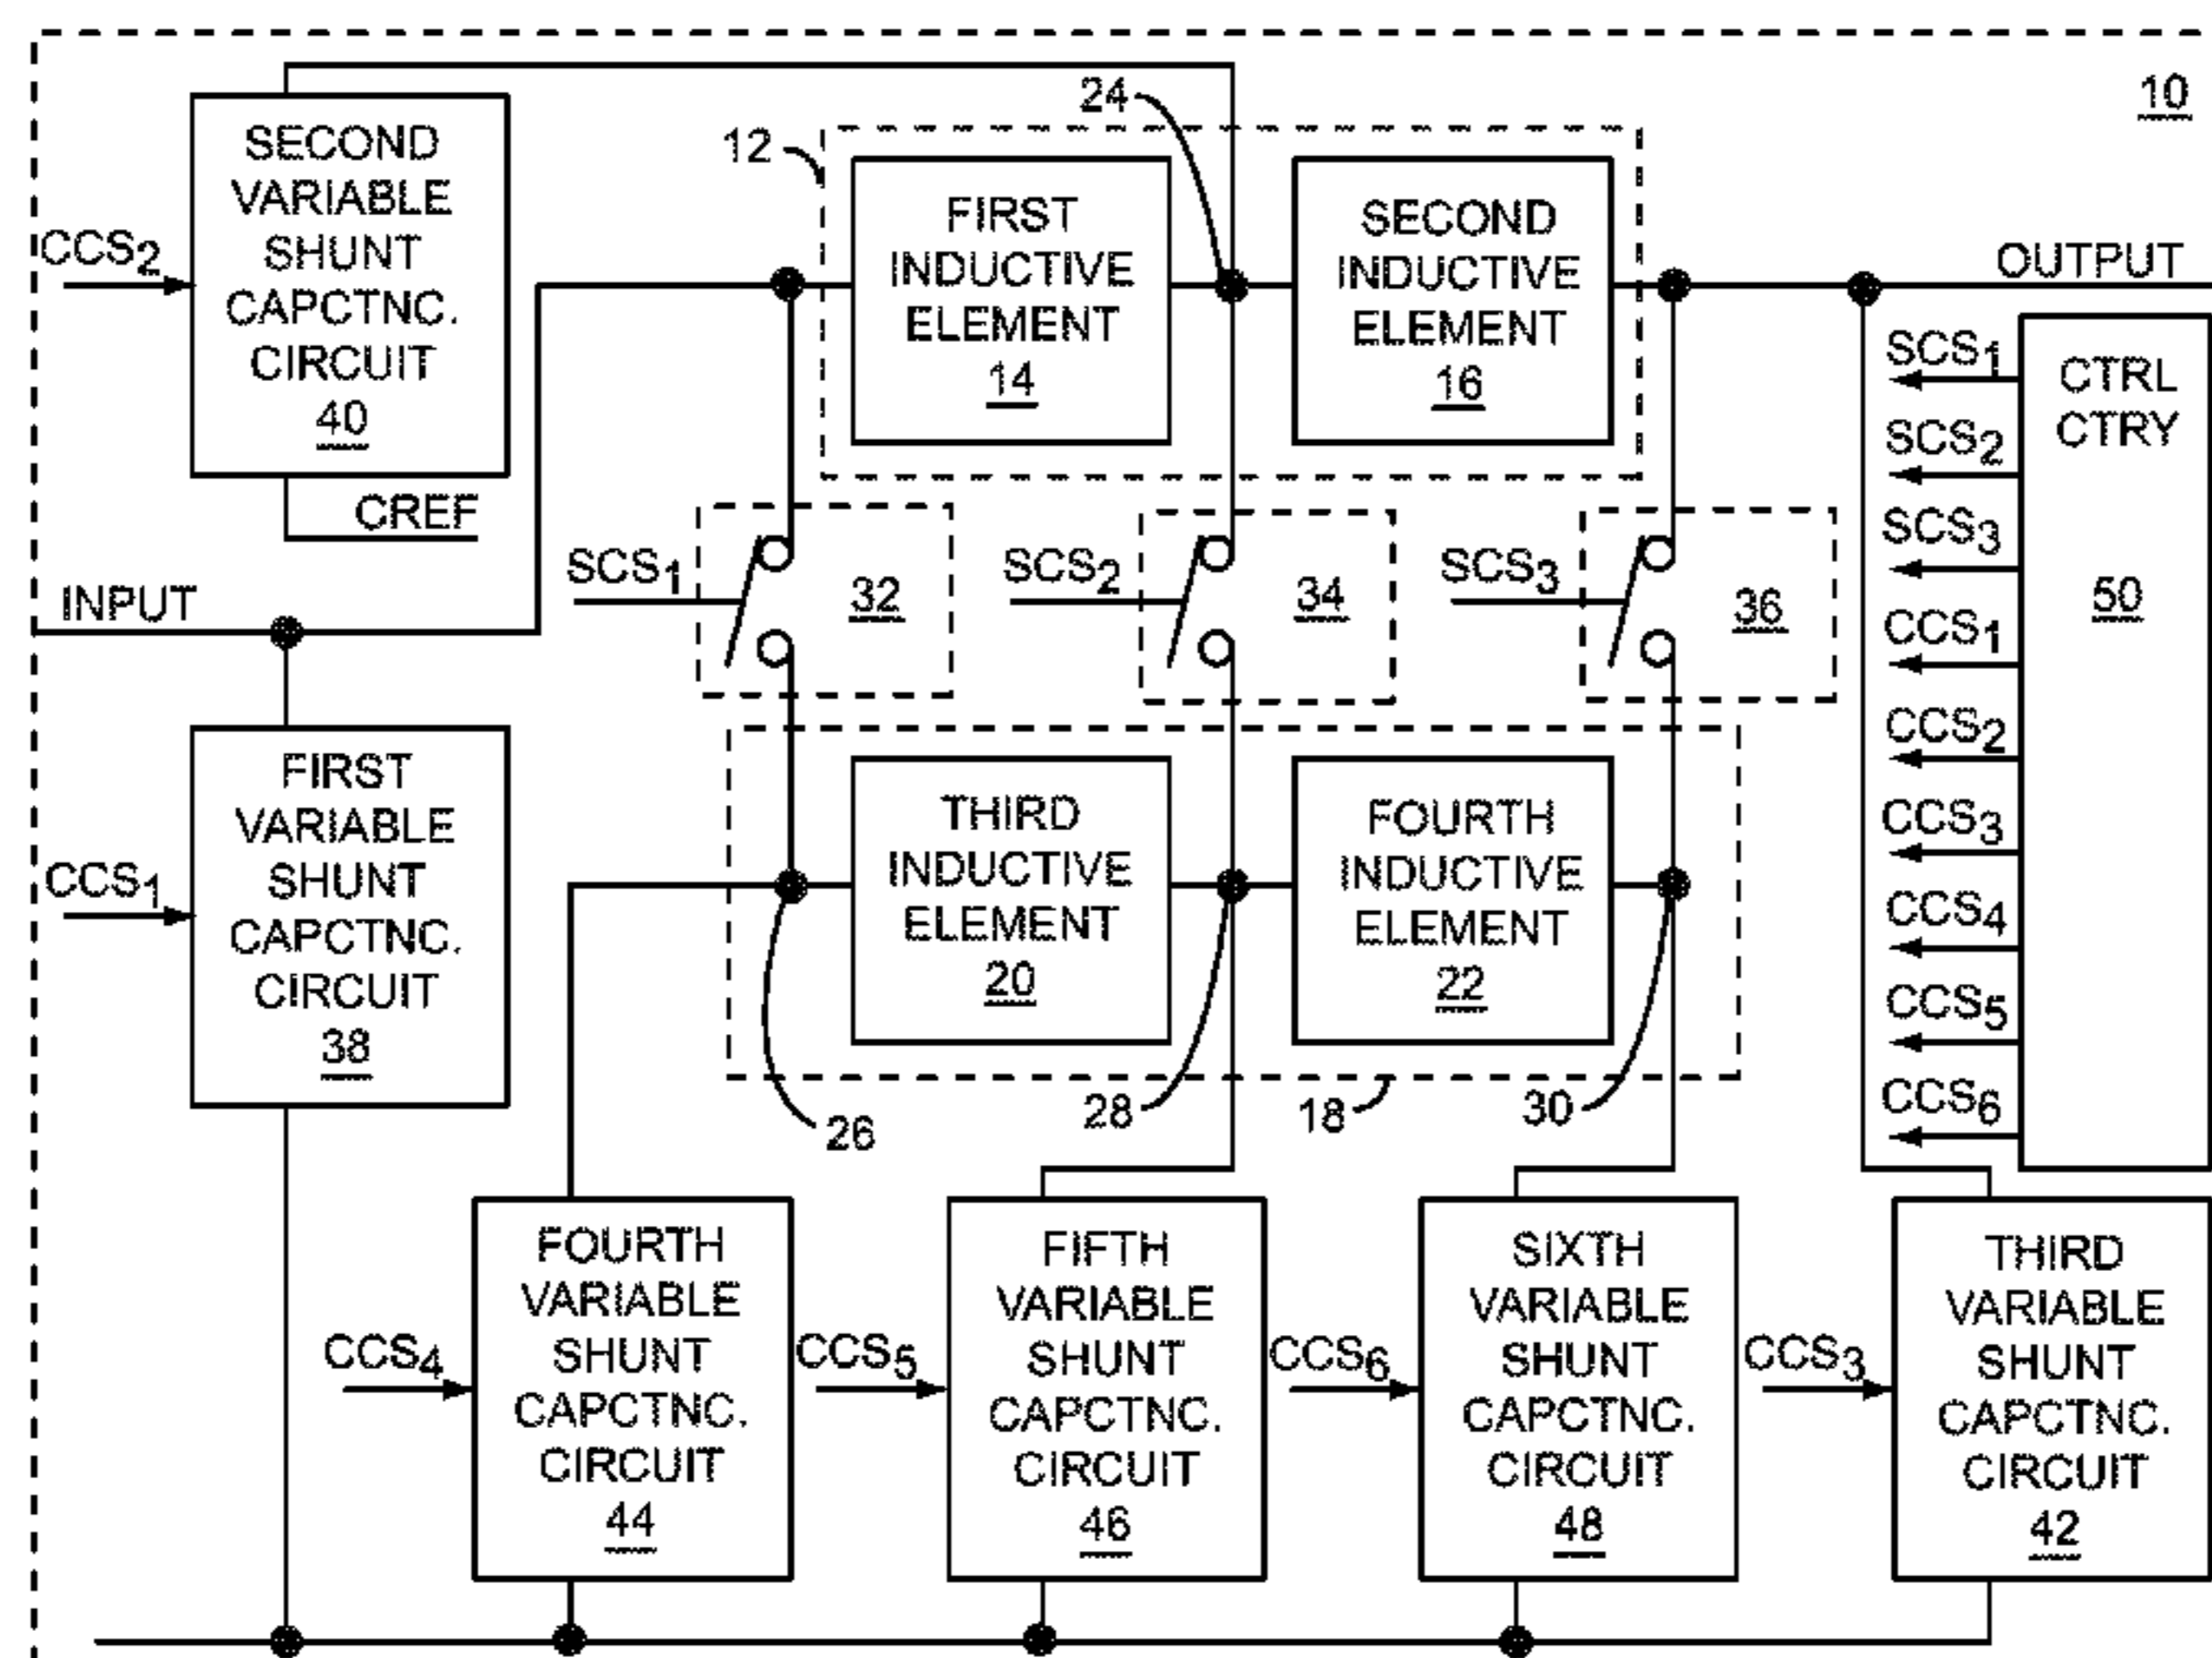 10
SECOND
VARIABLE
SHUNT
CAPCTNC.
CIRCUIT
40
CCS2
CREF
24
12
FIRST
INDUCTIVE
ELEMENT
14
SECOND
INDUCTIVE
ELEMENT
16
OUTPUT
INPUT
SCS1
32
SCS2
34
SCS3
36
CTRL
CTRY
50
SCS1
SCS2
SCS3
CCS1
CCS2
CCS3
CCS4
CCS5
CCS6
FIRST
VARIABLE
SHUNT
CAPCTNC.
CIRCUIT
38
CCS1
THIRD
INDUCTIVE
ELEMENT
20
FOURTH
INDUCTIVE
ELEMENT
22
26
28
18
30
CCS4
FOURTH
VARIABLE
SHUNT
CAPCTNC.
CIRCUIT
44
CCS5
FIFTH
VARIABLE
SHUNT
CAPCTNC.
CIRCUIT
46
CCS6
SIXTH
VARIABLE
SHUNT
CAPCTNC.
CIRCUIT
48
CCS3
THIRD
VARIABLE
SHUNT
CAPCTNC.
CIRCUIT
42